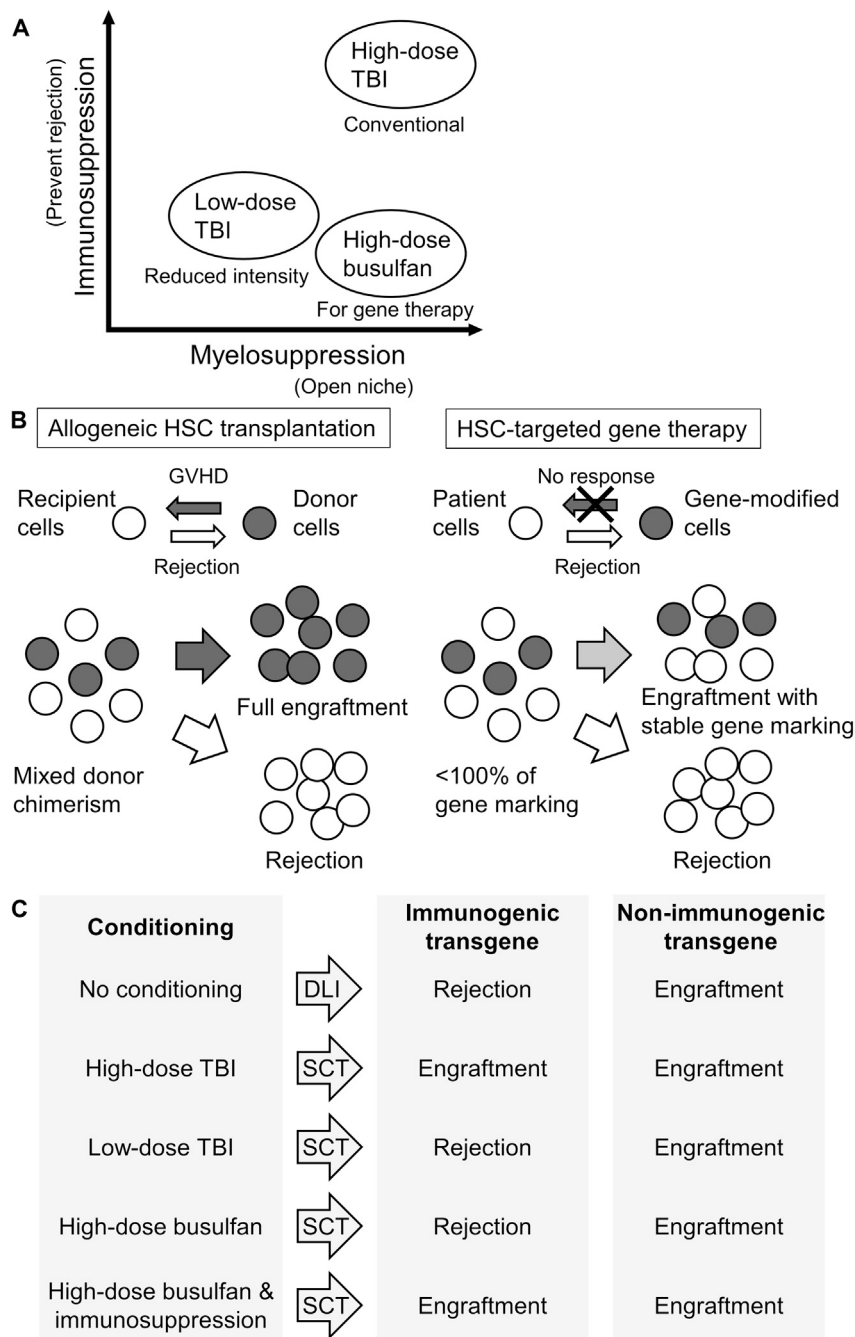 A
High-dose
TBI
Conventional
Low-dose
TBI
Reduced intensity
High-dose
busulfan
For gene therapy
Immunosuppression
(Prevent rejection)
Myelosuppression
(Open niche)
B
Allogeneic HSC transplantation
GVHD
Recipient
cells
Donor
cells
Rejection
Full engraftment
Mixed donor
chimerism
Rejection
HSC-targeted gene therapy
No response
Patient
cells
Gene-modified
cells
Rejection
Engraftment with
stable gene marking
<100% of
gene marking
Rejection
C
Conditioning
Immunogenic
transgene
Non-immunogenic
transgene
No conditioning
DLI
Rejection
Engraftment
High-dose TBI
SCT
Engraftment
Engraftment
Low-dose TBI
SCT
Rejection
Engraftment
High-dose busulfan
SCT
Rejection
Engraftment
High-dose busulfan &
immunosuppression
SCT
Engraftment
Engraftment